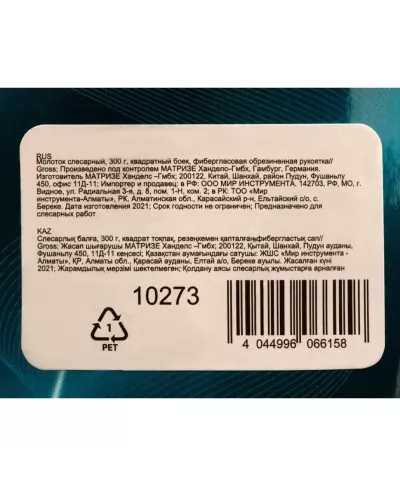 RUS
Молоток слесарный, 300 г, квадратный боек, фибергласовая обрезиненная рукоятка//
Gross; Произведено под контролем МАТРИЗЕ Хандело–Гмбх; Гамбург, Германия.
Изготовитель МАТРИЗЕ Ханделс –Гмбх; 200122, Китай, Шанхай, район Пудун, Фушаньлу
450, офис 11Д-11; Импортер и продавец: в РФ: ООО МИР ИНСТРУМЕНТА. 142703, РФ, МО, г.
Видное, ул. Радиальная 3-я, д. 8, пом. 1-Н, ком. 2; в РК: ТОО «Мир
инструмента-Алматы», РК, Алматинская обл., Карасайский р-н, Ельтайский с/о, с.
Береке. Дата изготовления 2021; Срок годности не ограничен; Предназначено для
слесарных работ
KAZ
Слесарлық балға, 300 г, квадрат тоқпақ, резеңкемен қапталғанфибергластық сап//
Gross; Жасап шығарушы МАТРИЗЕ Ханделс –Гмбх; 200122, Қытай, Шанхай, Пудун ауданы,
Фушаньлу 450, 11Д-11 кеңсесі; Қазақстан аумағындағы сатушы: ЖШС «Мир инструмента -
Алматы», ҚР, Алматы обл., Қарасай ауданы, Елтай а/о, Береке ауылы. Жасалған күні
2021; Жарамдылық мерзімі шектелмеген; Қолдану аясы слесарлық жұмыстарға арналған
10273
1
PET
4 044996 066158